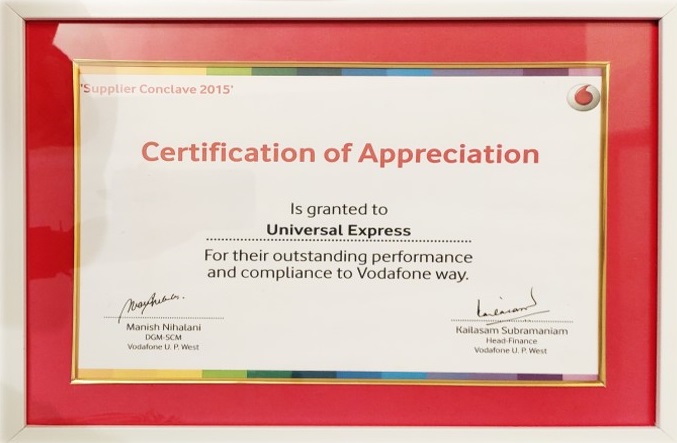 'Supplier Conclave 2015'
Certification of Appreciation
Is granted to
Universal Express
For their outstanding performance
and compliance to Vodafone way.
Manish Nihalani
DGM-SCM
Vodafone U. P. West
Kailasam Subramaniam
Head-Finance
Vodafone U. P. West